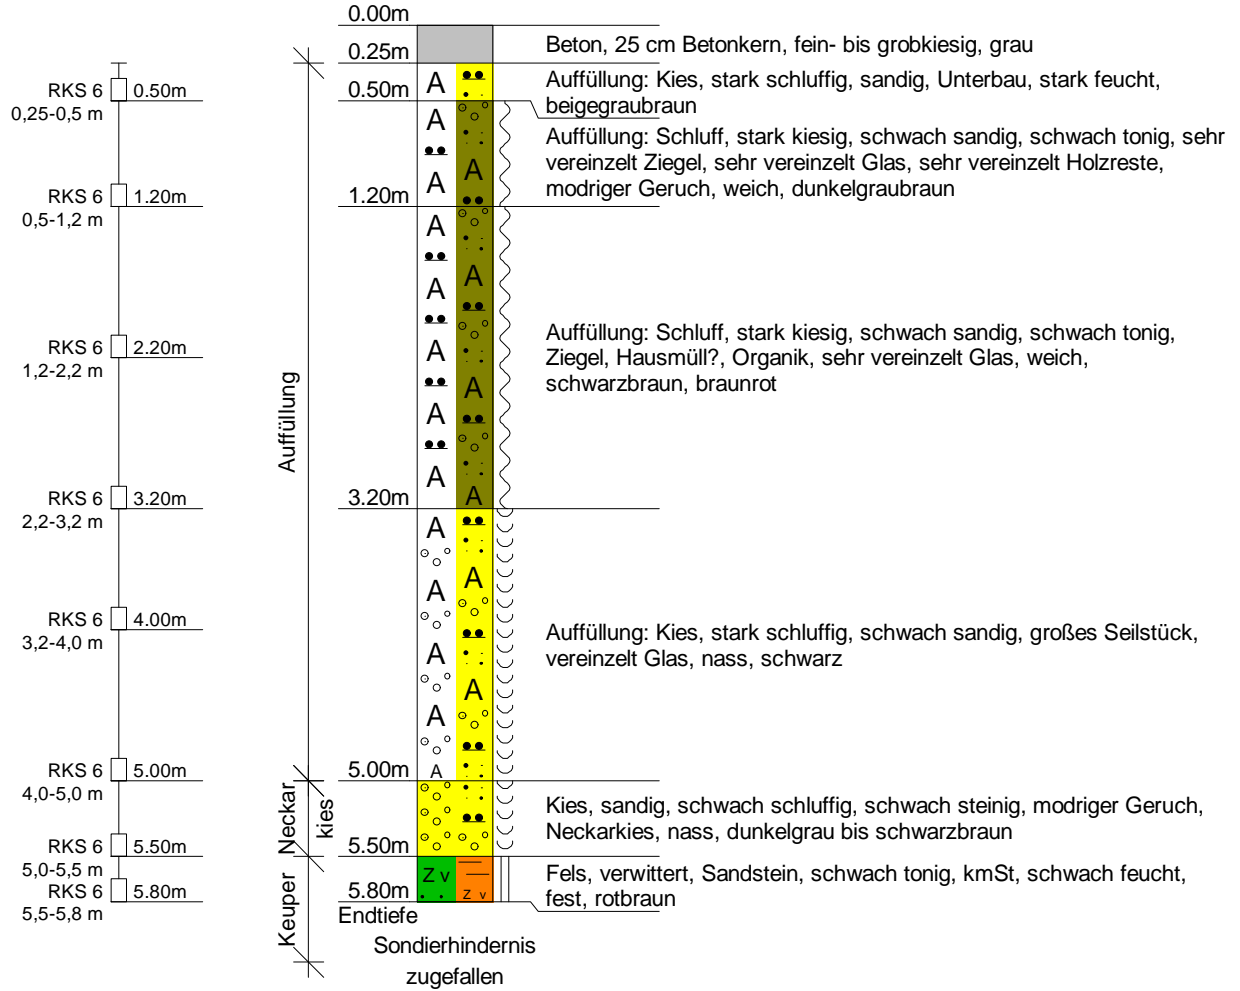 0.00m
0.25m
Beton, 25 cm Betonkern, fein- bis grobkiesig, grau
RKS 6 0.50m
0,25-0,5 m
0.50m
A
Auffüllung: Kies, stark schluffig, sandig, Unterbau, stark feucht,
beigegraubraun
A
A
A
Auffüllung: Schluff, stark kiesig, schwach sandig, schwach tonig, sehr
vereinzelt Ziegel, sehr vereinzelt Glas, sehr vereinzelt Holzreste,
modriger Geruch, weich, dunkelgraubraun
RKS 6 1.20m
0,5-1,2 m
1.20m
A
A
A
A
A
A
A
A
Auffüllung: Schluff, stark kiesig, schwach sandig, schwach tonig,
Ziegel, Hausmüll?, Organik, sehr vereinzelt Glas, weich,
schwarzbraun, braunrot
RKS 6 2.20m
1,2-2,2 m
Auffüllung
RKS 6 3.20m
2,2-3,2 m
3.20m
A
A
A
A
A
A
A
Auffüllung: Kies, stark schluffig, schwach sandig, großes Seilstück,
vereinzelt Glas, nass, schwarz
RKS 6 4.00m
3,2-4,0 m
RKS 6 5.00m
4,0-5,0 m
5.00m
Neckar
kies
Kies, sandig, schwach schluffig, schwach steinig, modriger Geruch,
Neckarkies, nass, dunkelgrau bis schwarzbraun
RKS 6 5.50m
5,0-5,5 m
5.50m
Z v
Z v
Fels, verwittert, Sandstein, schwach tonig, kmSt, schwach feucht,
fest, rotbraun
RKS 6 5.80m
5,5-5,8 m
5.80m
Endtiefe
Keuper
Sondierhindernis
zugefallen